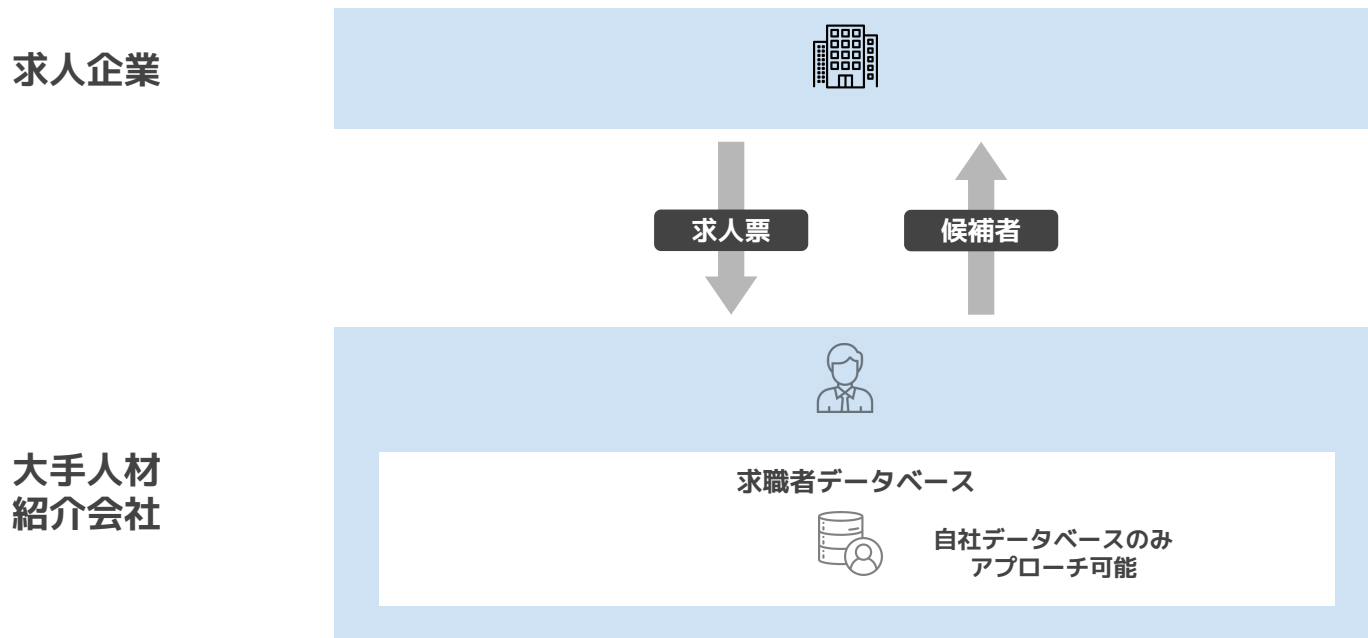 求人企業
求人票
候補者
大手人材
紹介会社
求職者データベース
自社データベースのみ
アプローチ可能